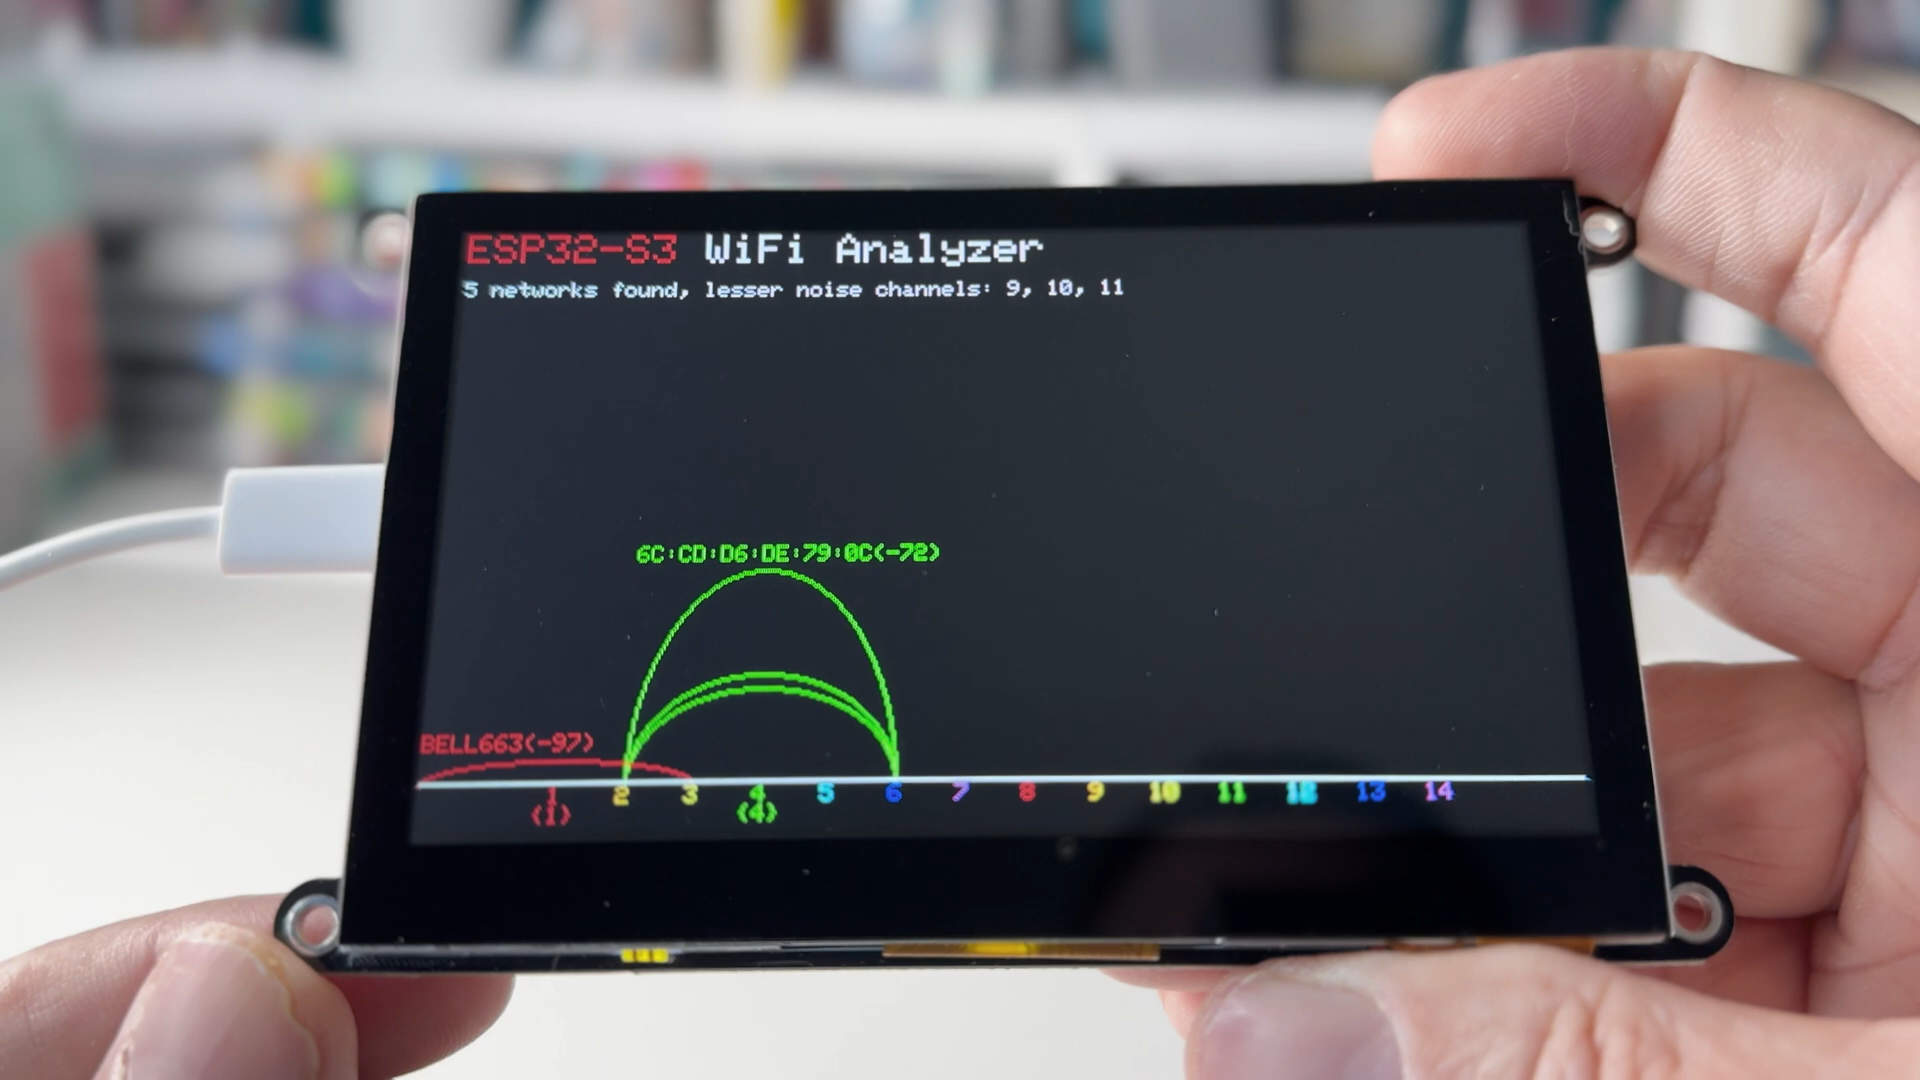 ESP32-S3 WiFi Analyzer
5 networks found, lesser noise channels: 9, 10, 11
6C:CD:D6:DE:79:0C(-72)
BELL663(-97)
1 2 3 4 5 6 7 8 9 10 11 12 13 14
(1) (4)